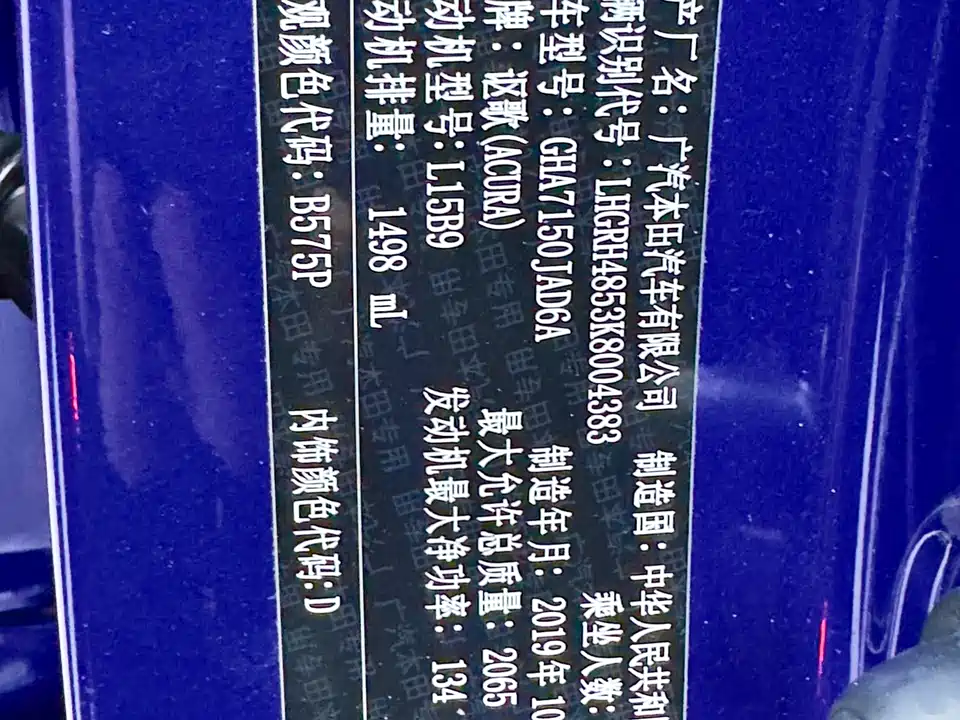 产厂名：广汽本田汽车有限公司 制造国：中华人民共和
辆识别代号：LHGRH4853K8004383 乘坐人数：
车型号：GHA7150JAD6A 制造年月：2019年10
牌：讴歌(ACURA) 最大允许总质量：2065
动机型号：L15B9 发动机最大净功率：134
动机排量：1498 mL
观颜色代码：B575P 内饰颜色代码：D